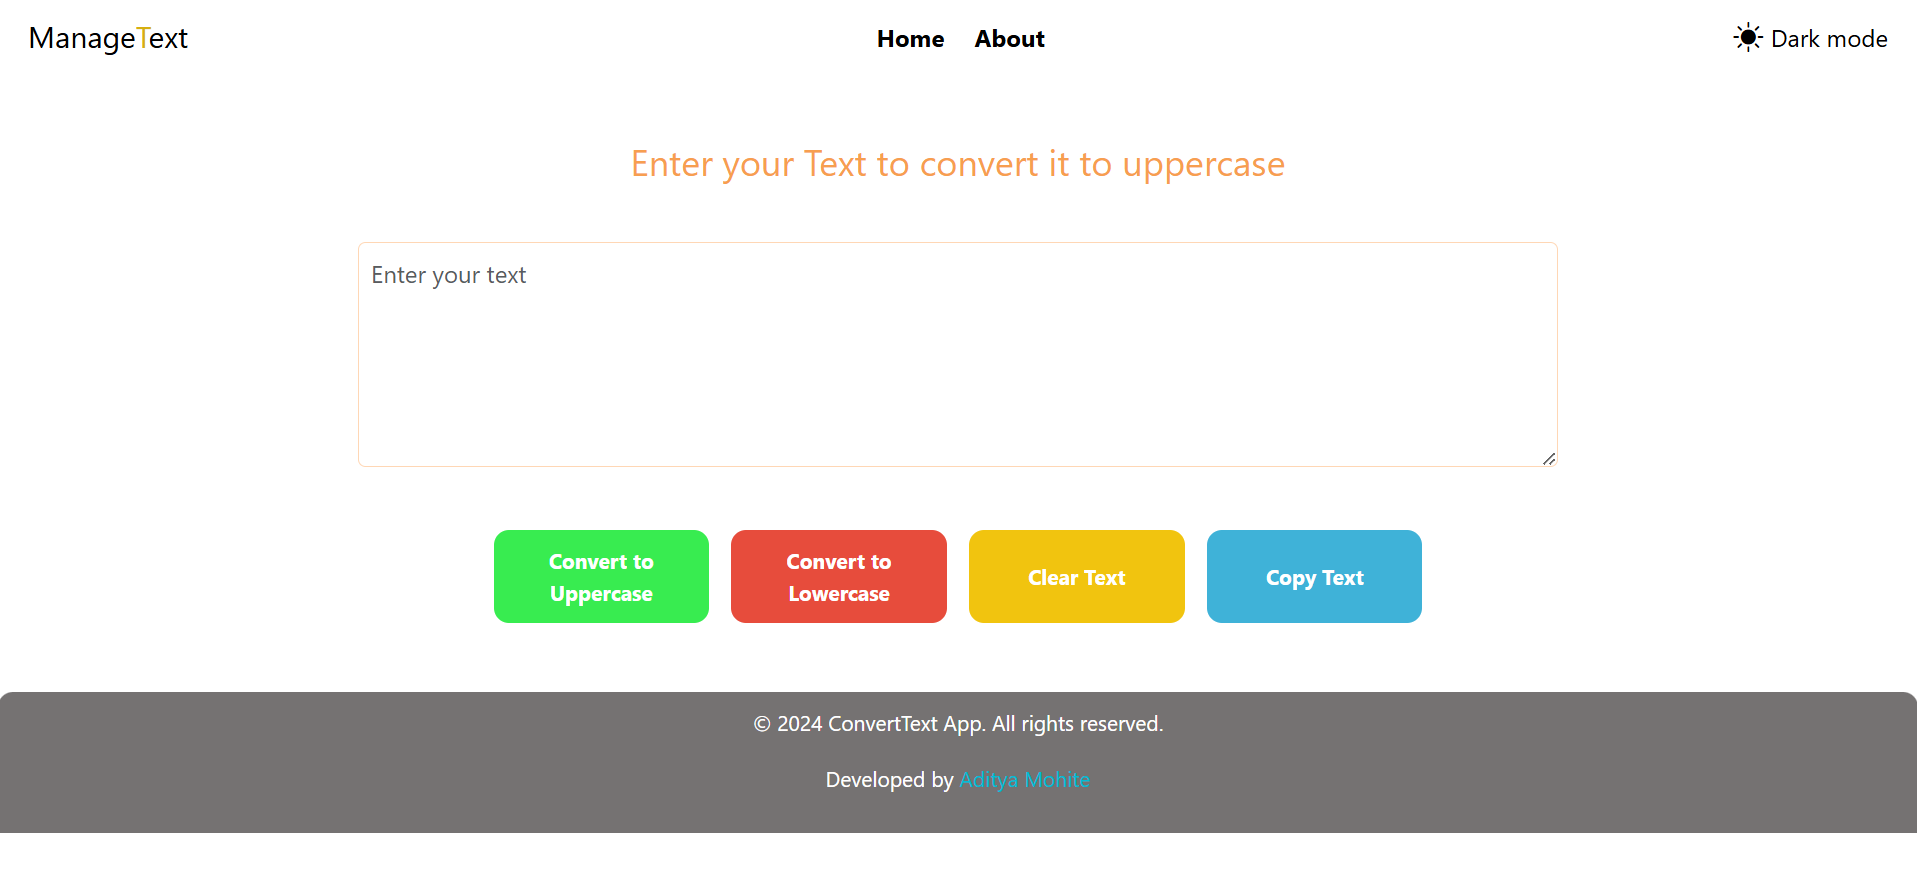 ManageText
Home
About
Dark mode
Enter your Text to convert it to uppercase
Enter your text
Convert to
Uppercase
Convert to
Lowercase
Clear Text
Copy Text
© 2024 ConvertText App. All rights reserved.
Developed by Aditya Mohite